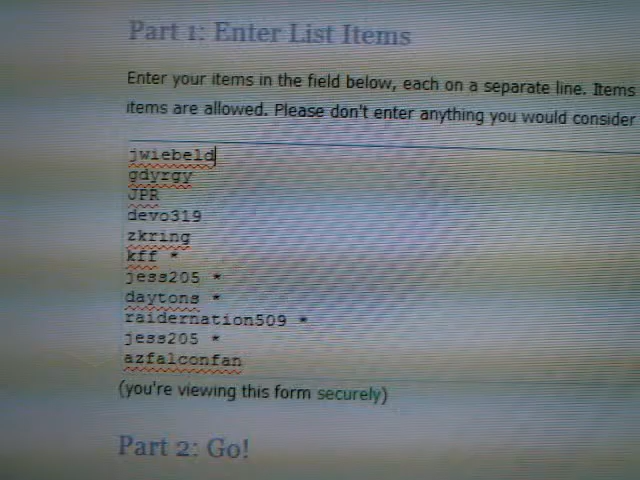 Part 1: Enter List Items
Enter your items in the field below, each on a separate line. Items
items are allowed. Please don't enter anything you would consider
jwiebeld
gdyrgy
JPR
devo319
zkring
kff *
jess205 *
daytons *
raidernation509 *
jess205 *
azfalconfan
(you're viewing this form securely)
Part 2: Go!